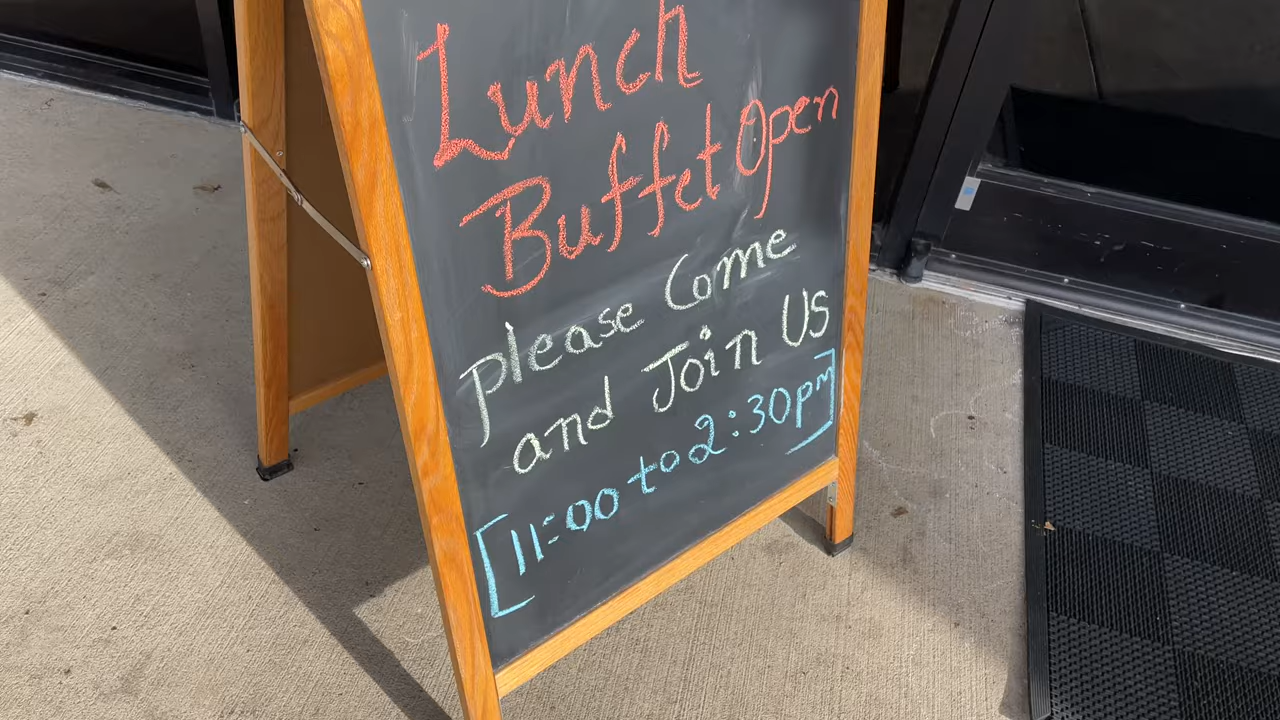 Lunch
Buffet Open
please Come
and Join Us
[11:00 to 2:30pm]